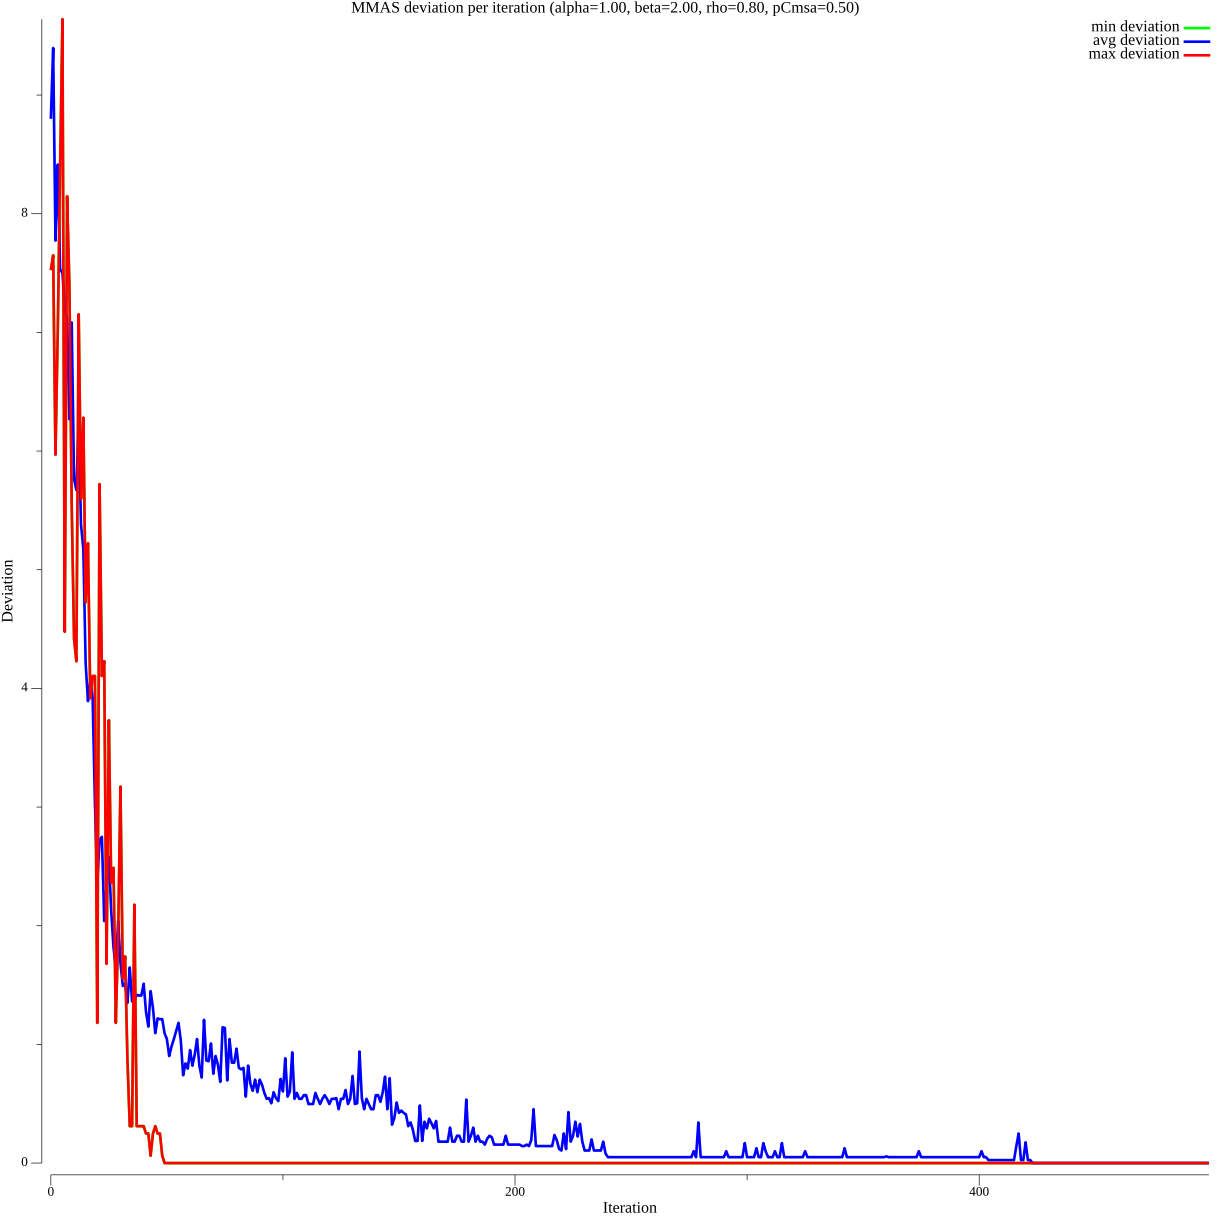 MMAS deviation per iteration (alpha=1.00, beta=2.00, rho=0.80, pCmsa=0.50)
min deviation
avg deviation
max deviation
8
4
0
Deviation
0 200 400
Iteration